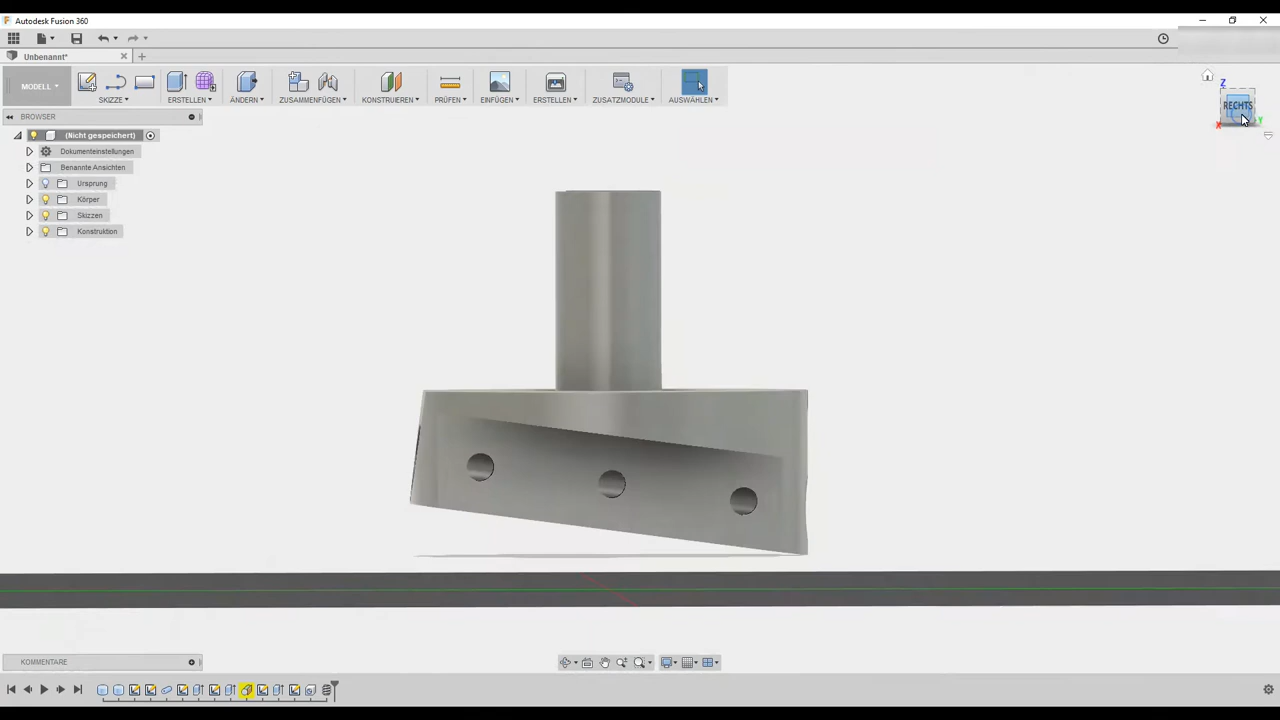 Autodesk Fusion 360
Unbenannt*
MODELL
SKIZZE
ERSTELLEN
ÄNDERN
ZUSAMMENFÜGEN
KONSTRUIEREN
PRÜFEN
EINFÜGEN
ERSTELLEN
ZUSATZMODULE
AUSWÄHLEN
BROWSER
(Nicht gespeichert)
Dokumenteinstellungen
Benannte Ansichten
Ursprung
Körper
Skizzen
Konstruktion
Z
RECHTS
X
Y
KOMMENTARE